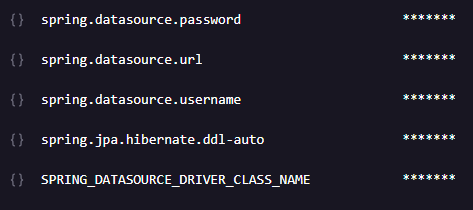 {} spring.datasource.password *******
{} spring.datasource.url *******
{} spring.datasource.username *******
{} spring.jpa.hibernate.ddl-auto *******
{} SPRING_DATASOURCE_DRIVER_CLASS_NAME *******